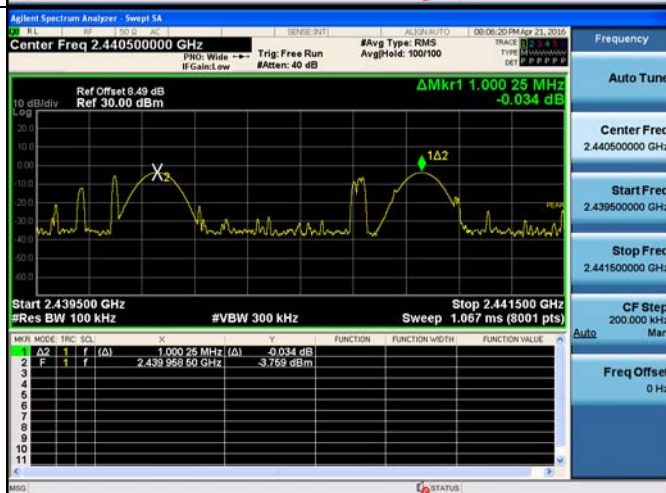 Agilent Spectrum Analyzer - Swept SA
RL RF 50 Ω AC SENSE:INT ALIGN AUTO 08:06:20 PM Apr 21, 2016
Center Freq 2.440500000 GHz
PNO: Wide
IFGain:Low
Trig: Free Run
#Atten: 40 dB
#Avg Type: RMS
Avg|Hold: 100/100
TRACE 1 2 3 4 5 6
TYPE
DET P P P P P P
Frequency
ΔMkr1 1.000 25 MHz
-0.034 dB
Ref Offset 8.49 dB
10 dB/div Ref 30.00 dBm
Log
20.0
10.0
0.00
-10.0
-20.0
-30.0
-40.0
-50.0
-60.0
2
1Δ2
PEAK
Start 2.439500 GHz Stop 2.441500 GHz
#Res BW 100 kHz #VBW 300 kHz Sweep 1.067 ms (8001 pts)
MKR MODE TRC SCL X Y FUNCTION FUNCTION WIDTH FUNCTION VALUE
1 Δ2 1 f (Δ) 1.000 25 MHz (Δ) -0.034 dB
2 F 1 f 2.439 958 50 GHz -3.759 dBm
3
4
5
6
7
8
9
10
11
MSG STATUS
Auto Tune
Center Freq
2.440500000 GHz
Start Freq
2.439500000 GHz
Stop Freq
2.441500000 GHz
CF Step
200.000 kHz
Auto Man
Freq Offset
0 Hz